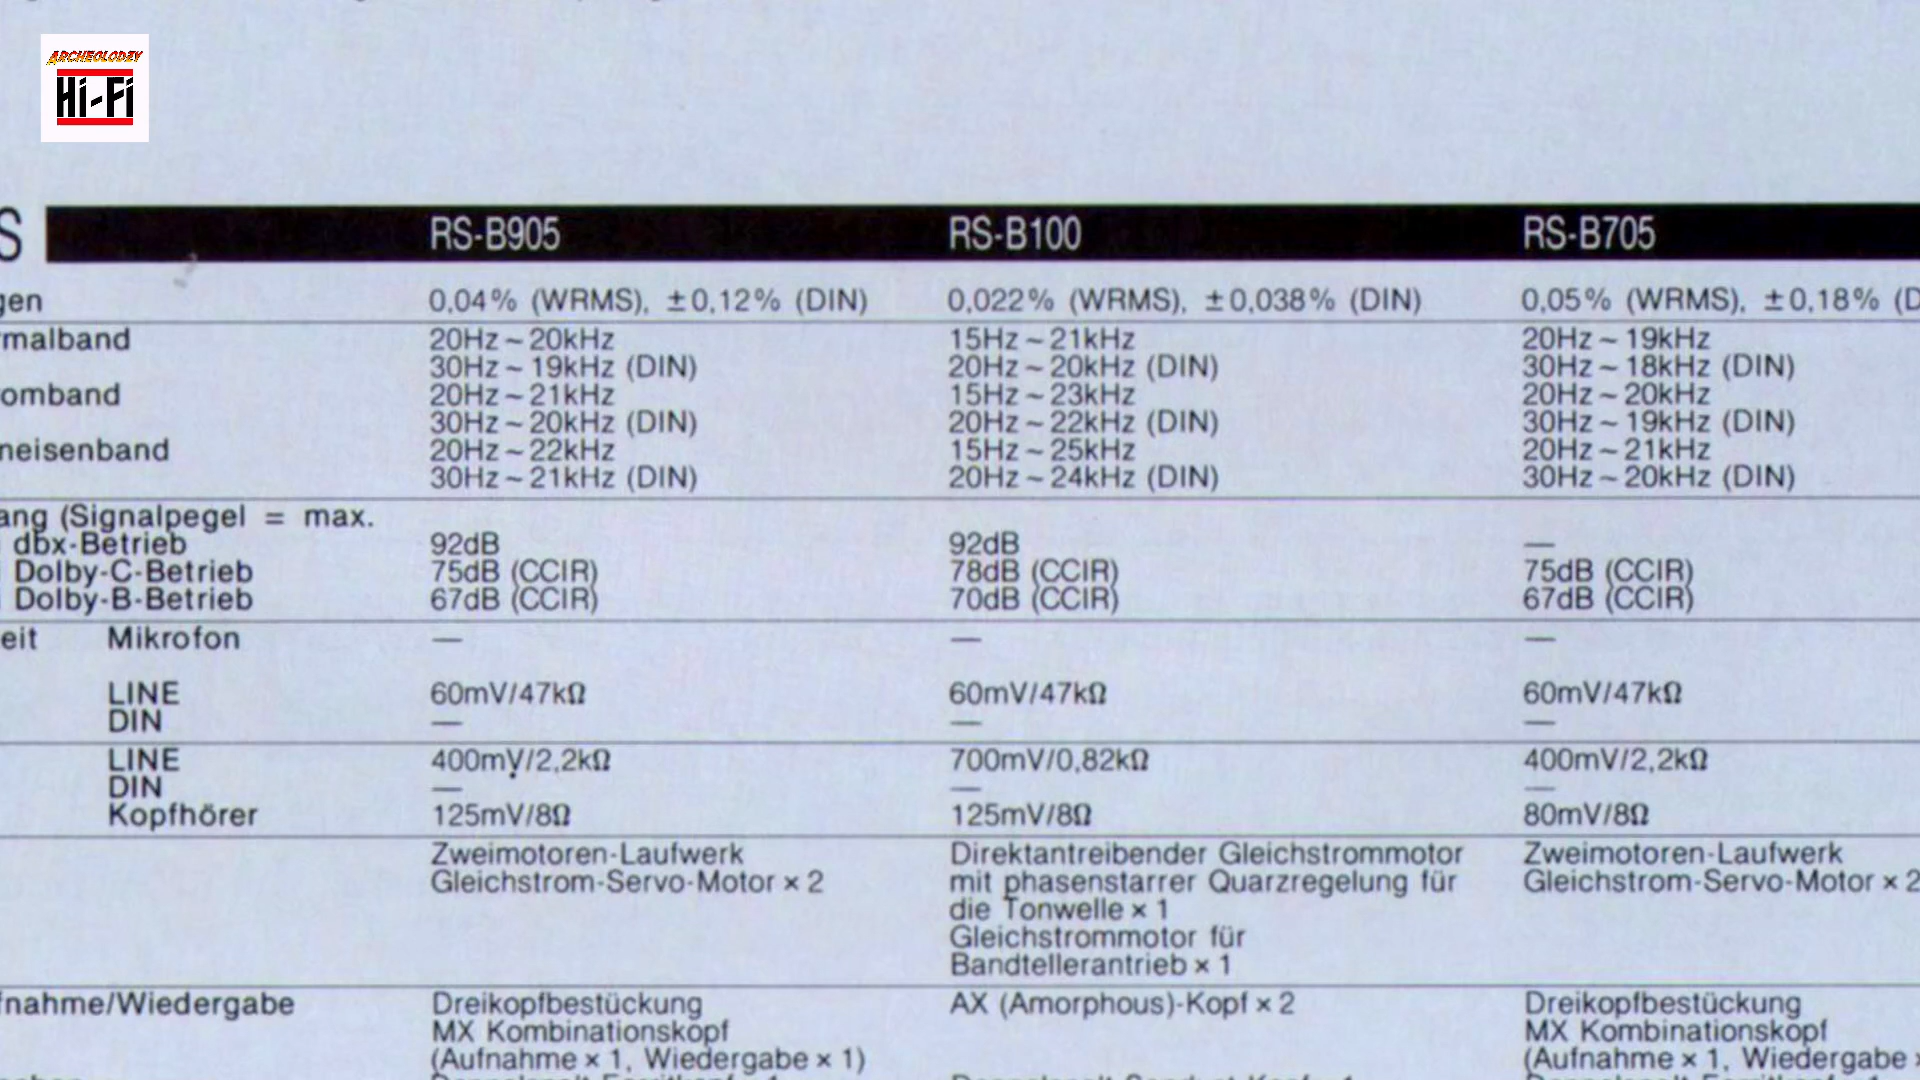 ARCHEOLODZY
Hi-Fi
S RS-B905 RS-B100 RS-B705
gen 0,04% (WRMS), ±0,12% (DIN) 0,022% (WRMS), ±0,038% (DIN) 0,05% (WRMS), ±0,18% (D
rmalband 20Hz~20kHz 15Hz~21kHz 20Hz~19kHz
30Hz~19kHz (DIN) 20Hz~20kHz (DIN) 30Hz~18kHz (DIN)
omband 20Hz~21kHz 15Hz~23kHz 20Hz~20kHz
30Hz~20kHz (DIN) 20Hz~22kHz (DIN) 30Hz~19kHz (DIN)
neisenband 20Hz~22kHz 15Hz~25kHz 20Hz~21kHz
30Hz~21kHz (DIN) 20Hz~24kHz (DIN) 30Hz~20kHz (DIN)
ang (Signalpegel = max.
dbx-Betrieb 92dB 92dB —
Dolby-C-Betrieb 75dB (CCIR) 78dB (CCIR) 75dB (CCIR)
Dolby-B-Betrieb 67dB (CCIR) 70dB (CCIR) 67dB (CCIR)
eit Mikrofon — — —
LINE 60mV/47kΩ 60mV/47kΩ 60mV/47kΩ
DIN — — —
LINE 400mV/2,2kΩ 700mV/0,82kΩ 400mV/2,2kΩ
DIN — — —
Kopfhörer 125mV/8Ω 125mV/8Ω 80mV/8Ω
Zweimotoren-Laufwerk Direktantreibender Gleichstrommotor Zweimotoren-Laufwerk
Gleichstrom-Servo-Motor × 2 mit phasenstarrer Quarzregelung für Gleichstrom-Servo-Motor × 2
die Tonwelle × 1
Gleichstrommotor für
Bandtellerantrieb × 1
fnahme/Wiedergabe Dreikopfbestückung AX (Amorphous)-Kopf × 2 Dreikopfbestückung
MX Kombinationskopf MX Kombinationskopf
(Aufnahme × 1, Wiedergabe × 1) (Aufnahme × 1, Wiedergabe ×